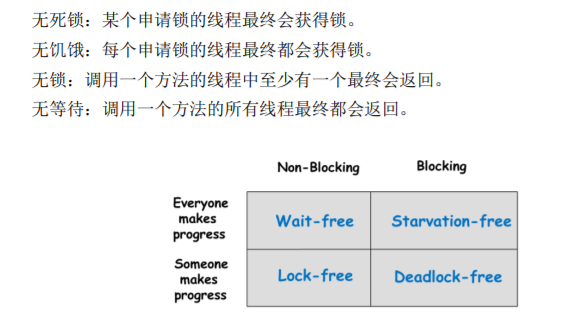 无死锁：某个申请锁的线程最终会获得锁。
无饥饿：每个申请锁的线程最终都会获得锁。
无锁：调用一个方法的线程中至少有一个最终会返回。
无等待：调用一个方法的所有线程最终都会返回。
Non-Blocking Blocking
Everyone
makes
progress
Wait-free Starvation-free
Someone
makes
progress
Lock-free Deadlock-free